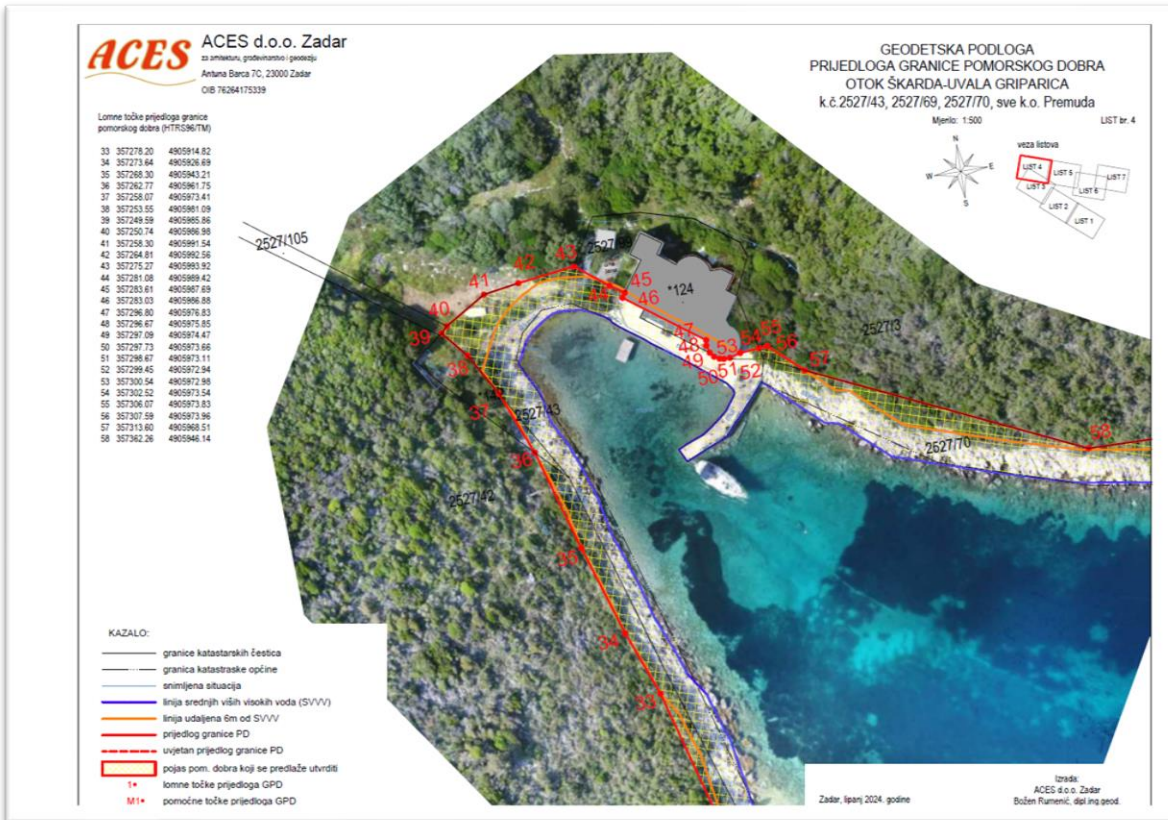 ACES
ACES d.o.o. Zadar
za arhitekturu, građevinarstvo i geodeziju
Antuna Barca 7C, 23000 Zadar
OIB 76264175339
GEODETSKA PODLOGA
PRIJEDLOGA GRANICE POMORSKOG DOBRA
OTOK ŠKARDA-UVALA GRIPARICA
k.č.2527/43, 2527/69, 2527/70, sve k.o. Premuda
Mjerilo: 1:500
LIST br. 4
veza listova
N
E
S
W
LIST 4
LIST 5
LIST 7
LIST 3
LIST 6
LIST 2
LIST 1
Lomne točke prijedloga granice
pomorskog dobra (HTRS96/TM)
33 357278.20 4905914.82
34 357273.64 4905926.69
35 357268.30 4905943.21
36 357262.77 4905961.75
37 357258.07 4905973.41
38 357253.55 4905981.09
39 357249.59 4905985.86
40 357250.74 4905986.98
41 357258.30 4905991.54
42 357264.81 4905992.56
43 357275.27 4905993.92
44 357281.08 4905989.42
45 357283.61 4905987.69
46 357283.03 4905986.88
47 357296.80 4905976.83
48 357296.67 4905975.85
49 357297.09 4905974.47
50 357297.73 4905973.66
51 357298.67 4905973.11
52 357299.45 4905972.94
53 357300.54 4905972.98
54 357302.52 4905973.54
55 357306.07 4905973.83
56 357307.59 4905973.96
57 357313.60 4905968.51
58 357362.26 4905946.14
2527/105
43
42
41
40
39
38
37
36
35
34
33
44
45
46
*124
47
48
49
50
51
52
53
54
55
56
57
58
2527/3
2527/43
2527/42
2527/70
KAZALO:
granice katastarskih čestica
granica katastraske općine
snimljena situacija
linija srednjih viših visokih voda (SVVV)
linija udaljena 6m od SVVV
prijedlog granice PD
uvjetan prijedlog granice PD
pojas pom. dobra koji se predlaže utvrditi
1• lomne točke prijedloga GPD
M1• pomoćne točke prijedloga GPD
Zadar, lipanj 2024. godine
Izrada:
ACES d.o.o. Zadar
Božen Rumenić, dipl.ing.geod.